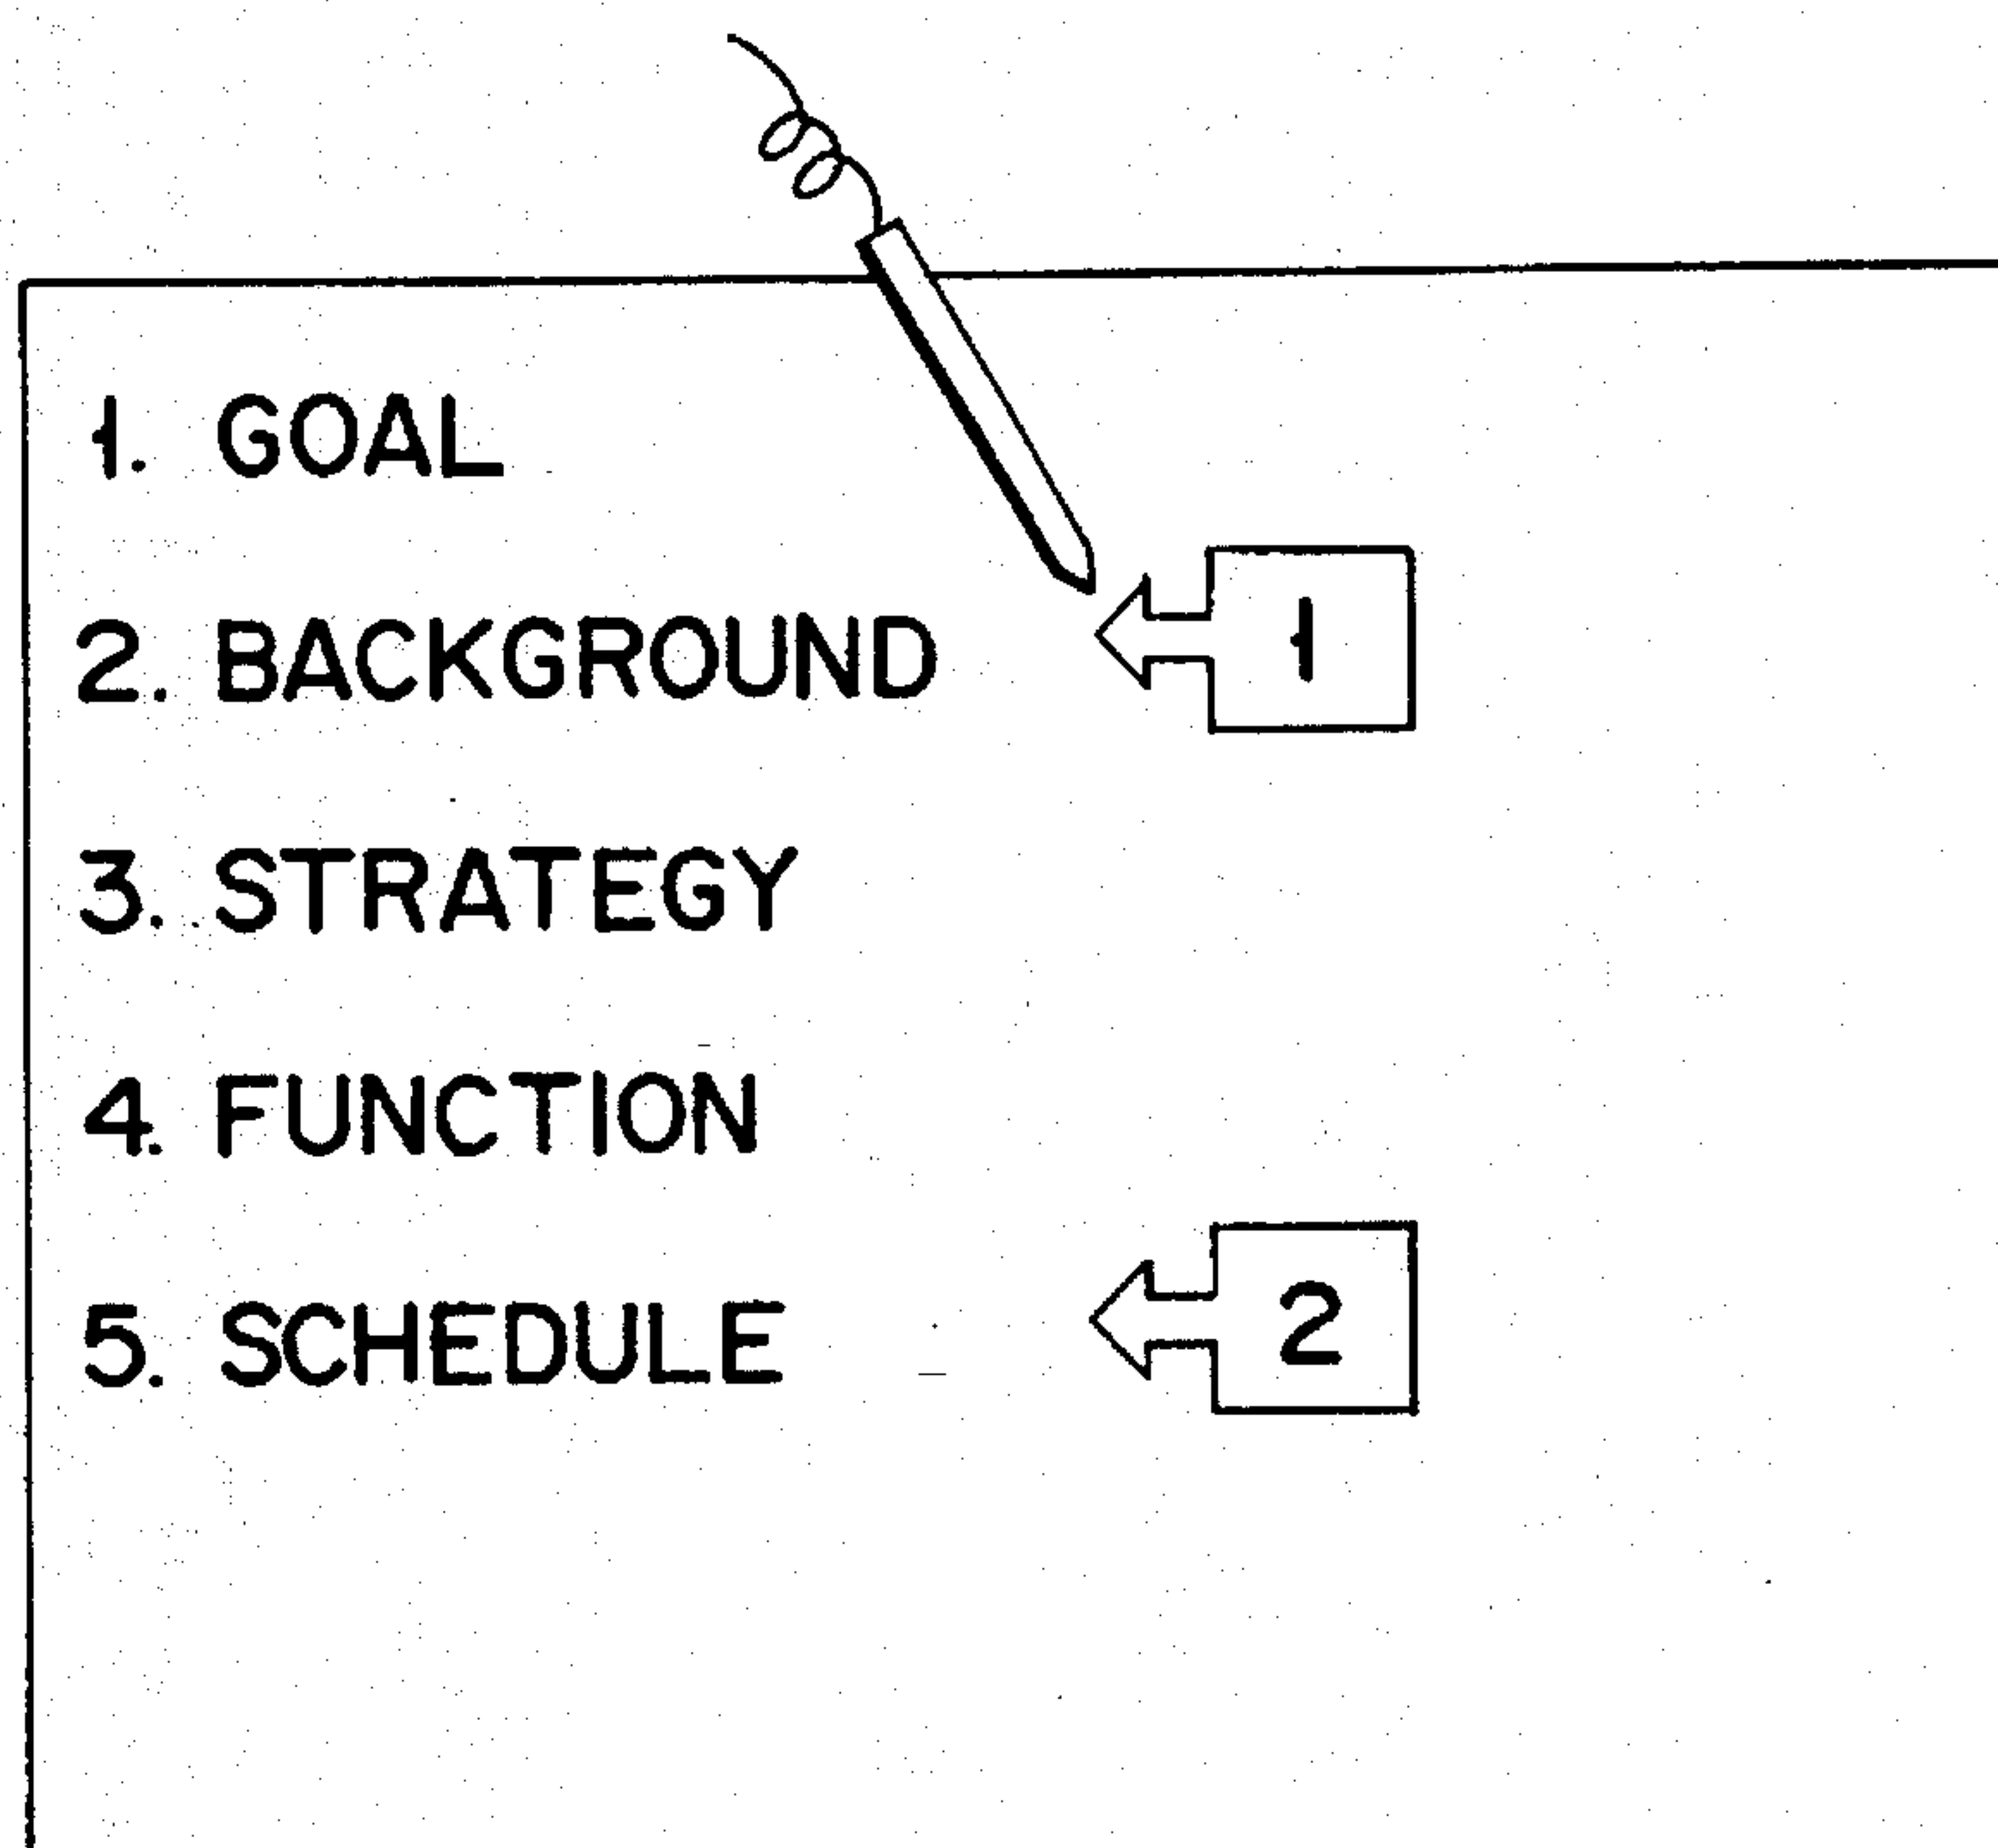 1. GOAL
2. BACKGROUND 1
3. STRATEGY
4. FUNCTION
5. SCHEDULE 2